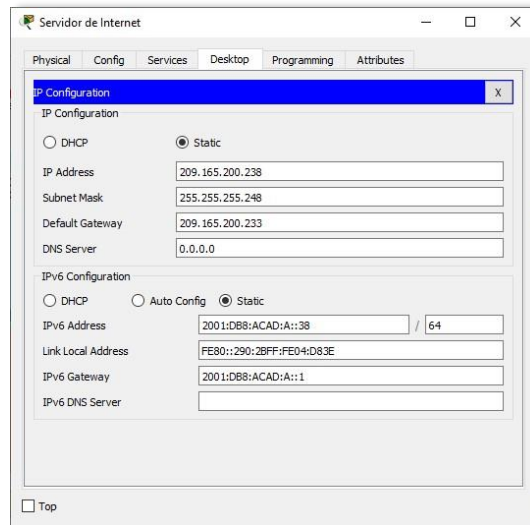 Servidor de Internet
Physical Config Services Desktop Programming Attributes
IP Configuration X
IP Configuration
DHCP Static
IP Address 209.165.200.238
Subnet Mask 255.255.255.248
Default Gateway 209.165.200.233
DNS Server 0.0.0.0
IPv6 Configuration
DHCP Auto Config Static
IPv6 Address 2001:DB8:ACAD:A::38 / 64
Link Local Address FE80::290:2BFF:FE04:D83E
IPv6 Gateway 2001:DB8:ACAD:A::1
IPv6 DNS Server
Top